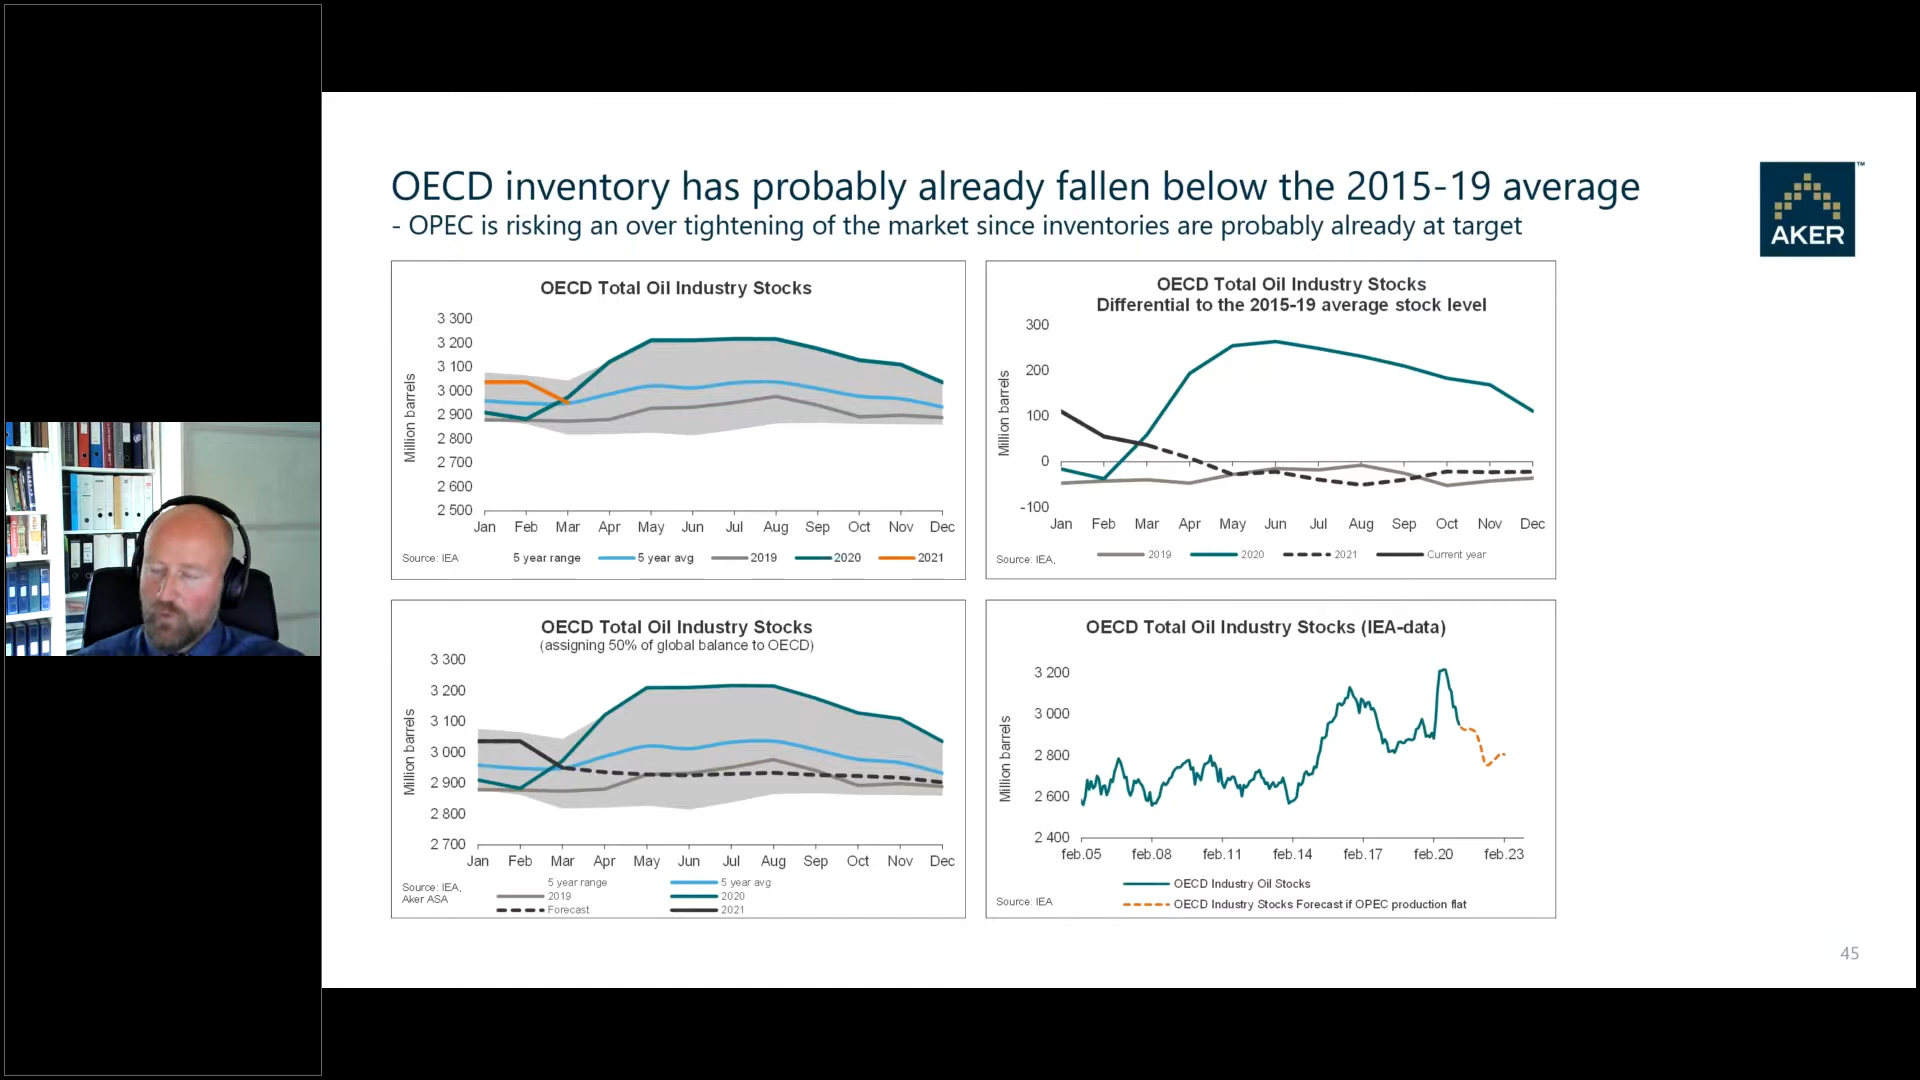 OECD inventory has probably already fallen below the 2015-19 average
- OPEC is risking an over tightening of the market since inventories are probably already at target
AKER
TM
OECD Total Oil Industry Stocks
Million barrels
3 300
3 200
3 100
3 000
2 900
2 800
2 700
2 600
2 500
Jan Feb Mar Apr May Jun Jul Aug Sep Oct Nov Dec
Source: IEA
5 year range 5 year avg 2019 2020 2021
OECD Total Oil Industry Stocks
Differential to the 2015-19 average stock level
Million barrels
300
200
100
0
-100
Jan Feb Mar Apr May Jun Jul Aug Sep Oct Nov Dec
2019 2020 2021 Current year
Source: IEA,
OECD Total Oil Industry Stocks
(assigning 50% of global balance to OECD)
Million barrels
3 300
3 200
3 100
3 000
2 900
2 800
2 700
Jan Feb Mar Apr May Jun Jul Aug Sep Oct Nov Dec
Source: IEA,
Aker ASA
5 year range 5 year avg
2019 2020
Forecast 2021
OECD Total Oil Industry Stocks (IEA-data)
Million barrels
3 200
3 000
2 800
2 600
2 400
feb.05 feb.08 feb.11 feb.14 feb.17 feb.20 feb.23
OECD Industry Oil Stocks
OECD Industry Stocks Forecast if OPEC production flat
Source: IEA
45